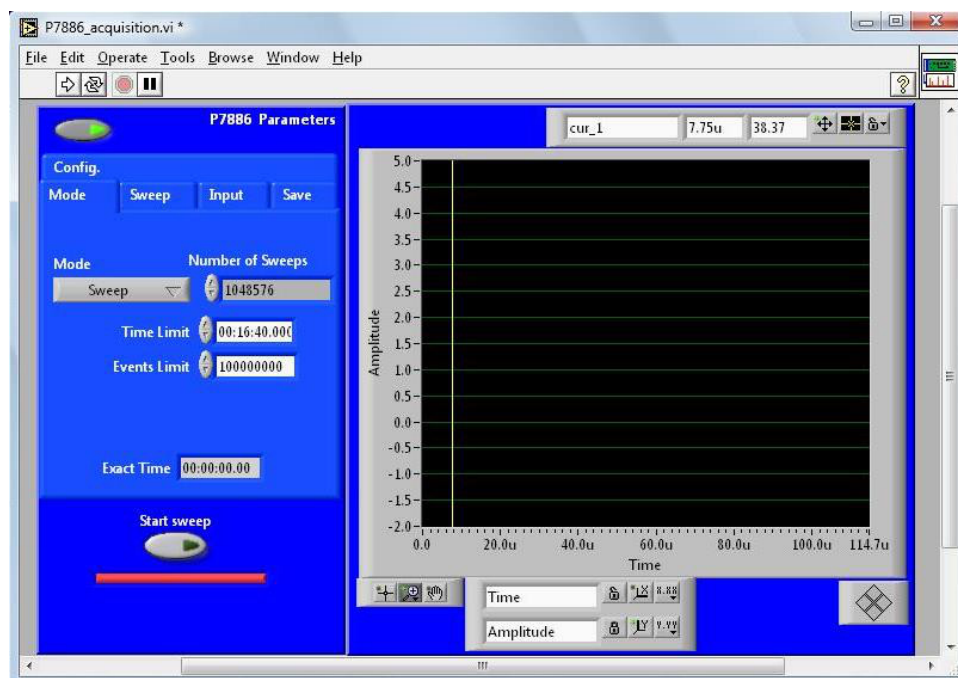 P7886_acquisition.vi *
File Edit Operate Tools Browse Window Help
?
P7886 Parameters
cur_1 7.75u 38.37
Config.
Mode Sweep Input Save
Mode Number of Sweeps
Sweep 1048576
Time Limit 00:16:40.00
Events Limit 100000000
Exact Time 00:00:00.00
Start sweep
Amplitude
5.0
4.5
4.0
3.5
3.0
2.5
2.0
1.5
1.0
0.5
0.0
-0.5
-1.0
-1.5
-2.0
0.0 20.0u 40.0u 60.0u 80.0u 100.0u 114.7u
Time
Time X X.XX
Amplitude Y Y.YY